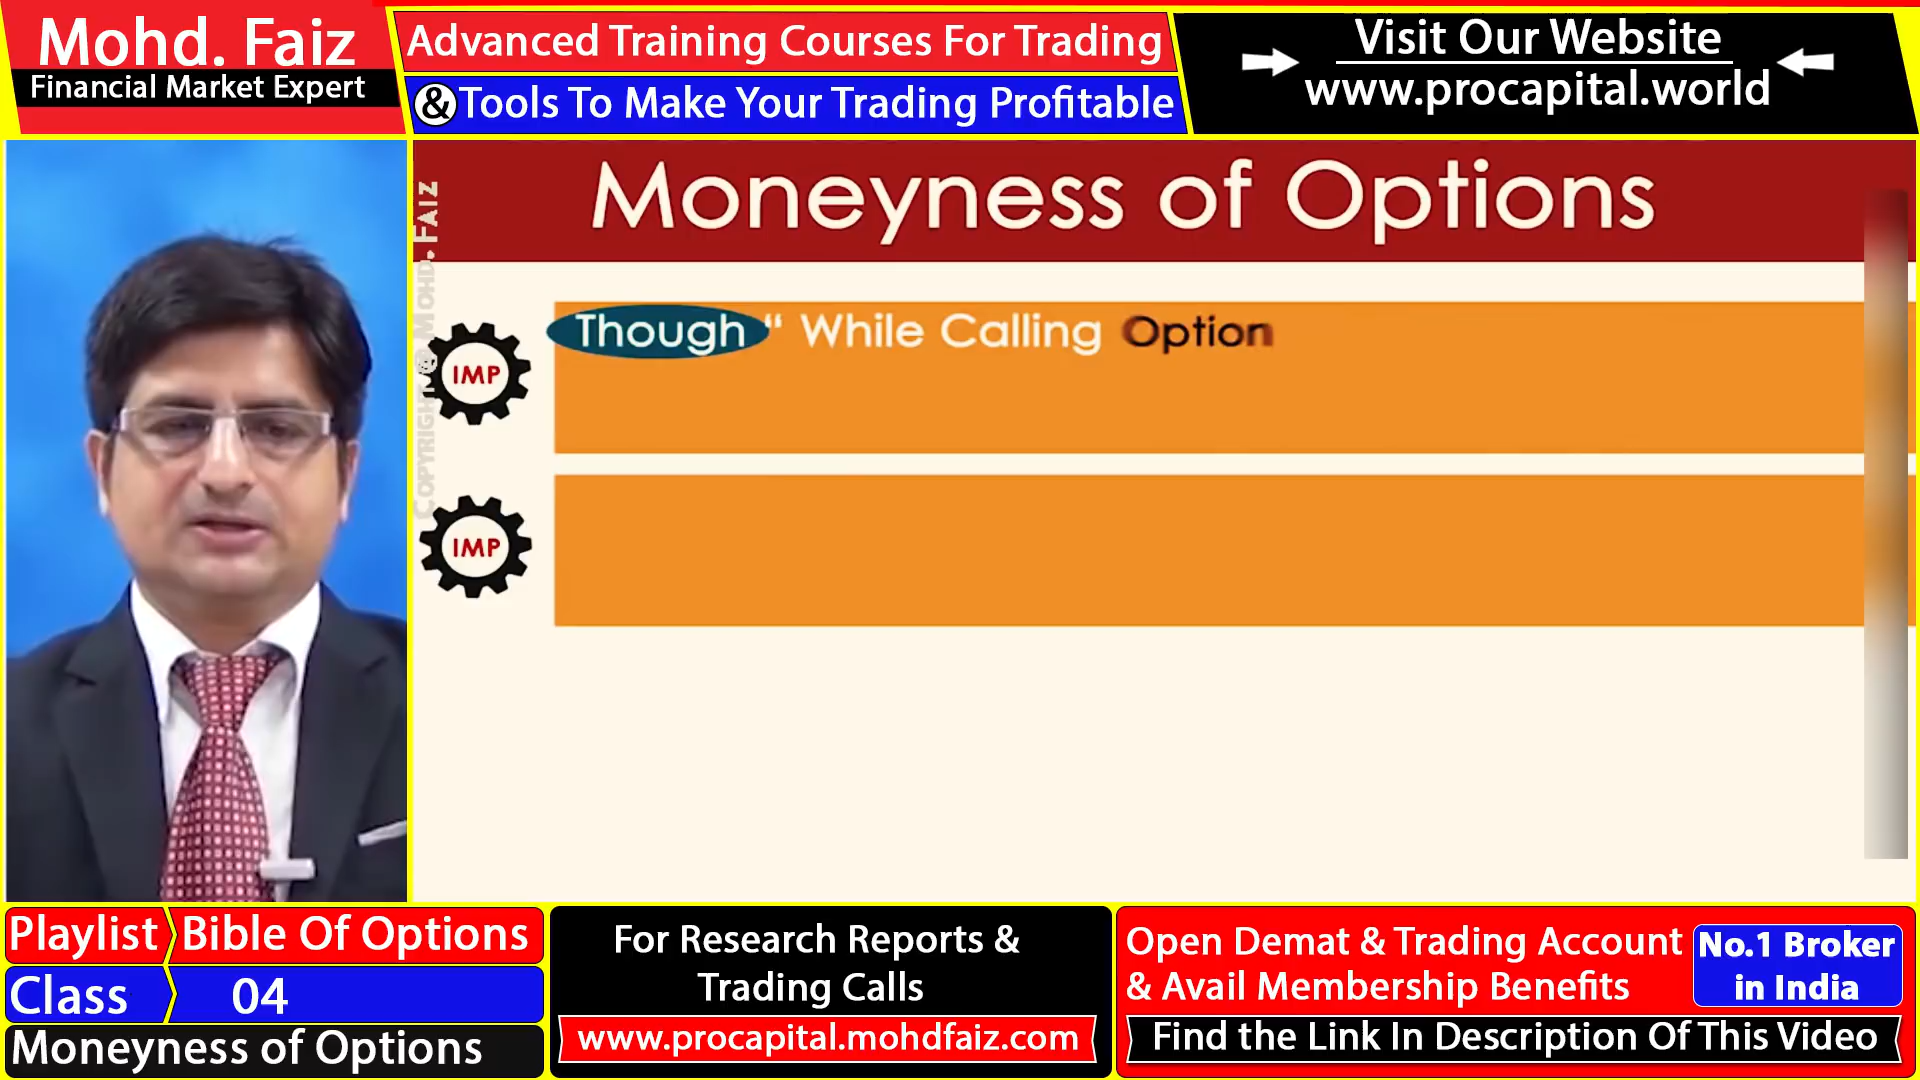 Mohd. Faiz
Financial Market Expert
Advanced Training Courses For Trading
& Tools To Make Your Trading Profitable
Visit Our Website
www.procapital.world
Moneyness of Options
Copyright @ Mohd. Faiz
IMP
Though “ While Calling Option
IMP
Playlist Bible Of Options
Class 04
Moneyness of Options
For Research Reports &
Trading Calls
www.procapital.mohdfaiz.com
Open Demat & Trading Account
& Avail Membership Benefits
No.1 Broker
in India
Find the Link In Description Of This Video